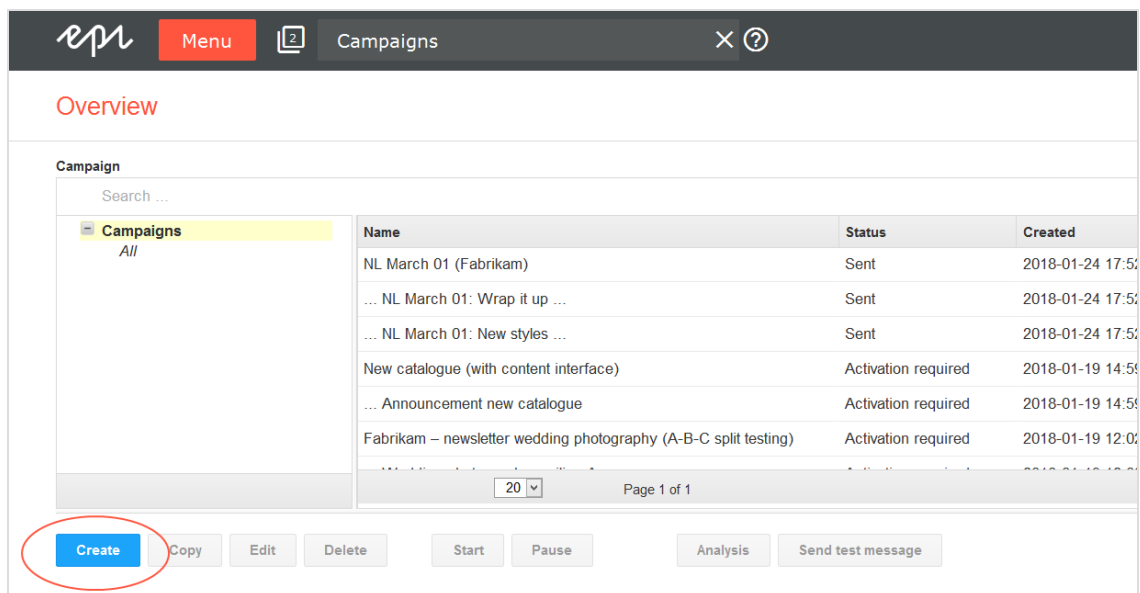 epi Menu 2 Campaigns
Overview
Campaign
Search ...
Campaigns
All
Name Status Created
NL March 01 (Fabrikam) Sent 2018-01-24 17:52
... NL March 01: Wrap it up ... Sent 2018-01-24 17:52
... NL March 01: New styles ... Sent 2018-01-24 17:52
New catalogue (with content interface) Activation required 2018-01-19 14:59
... Announcement new catalogue Activation required 2018-01-19 14:59
Fabrikam – newsletter wedding photography (A-B-C split testing) Activation required 2018-01-19 12:02
20 Page 1 of 1
Create Copy Edit Delete Start Pause Analysis Send test message